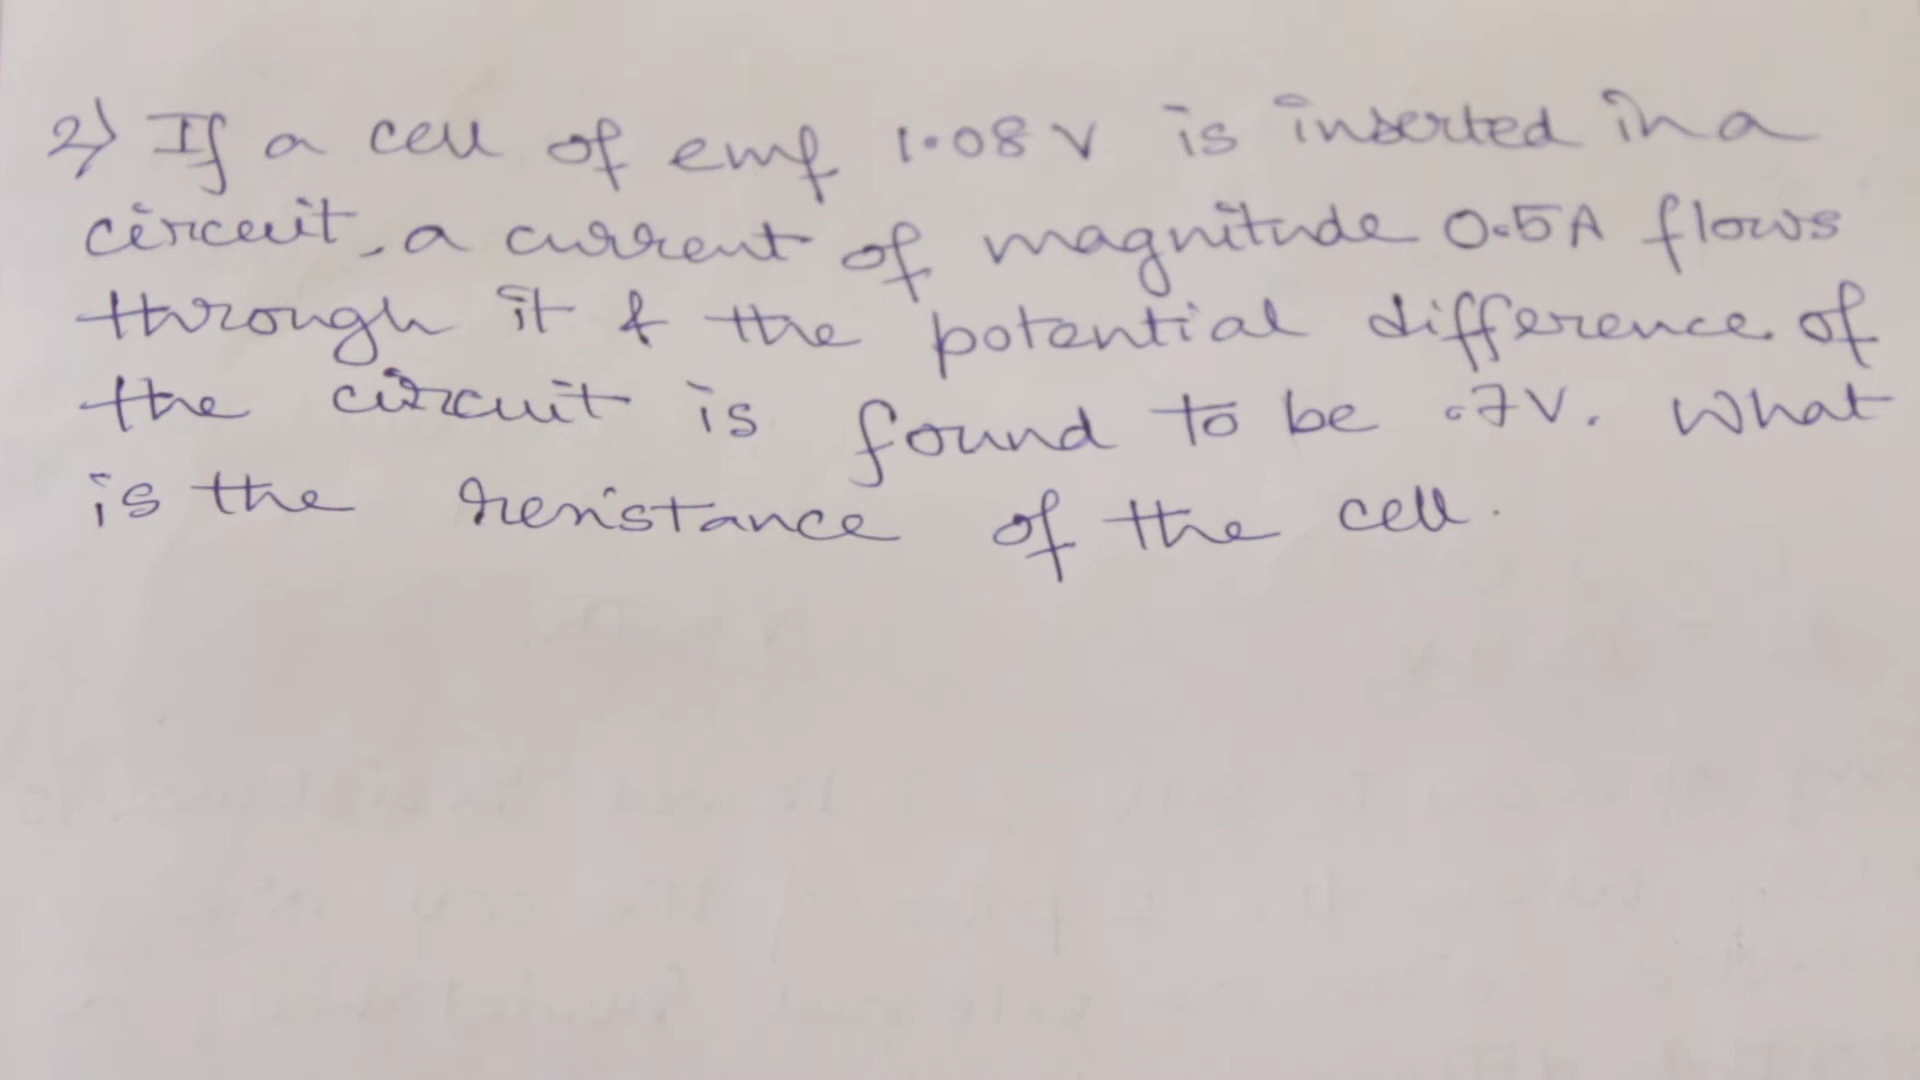 2) If a cell of emf 1.08 V is inserted in a
circuit, a current of magnitude 0.5A flows
through it & the potential difference of
the circuit is found to be .7V. What
is the resistance of the cell.